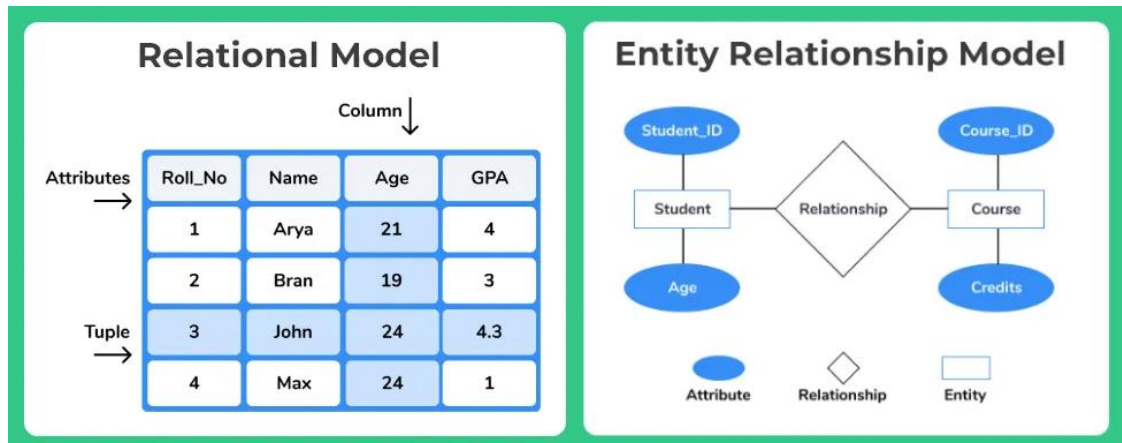 Relational Model
Column
Attributes
Roll_No Name Age GPA
1 Arya 21 4
2 Bran 19 3
Tuple
3 John 24 4.3
4 Max 24 1
Entity Relationship Model
Student_ID Course_ID
Student Relationship Course
Age Credits
Attribute Relationship Entity